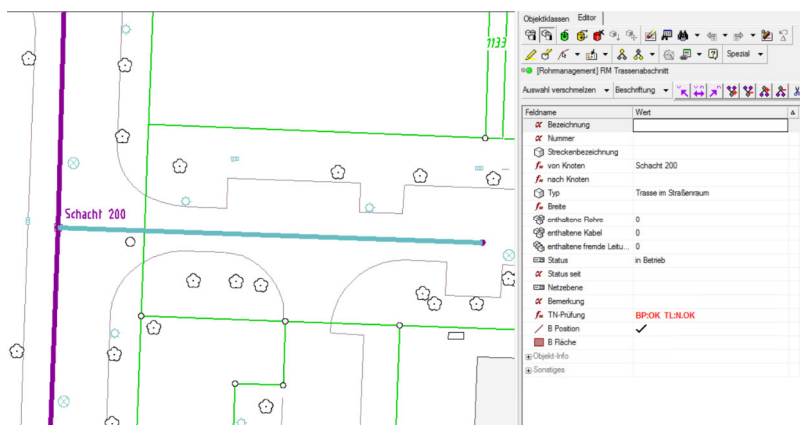 1133
Schacht 200
Objektklassen Editor
Spezial
[Rohrmanagement] RM Trassenabschnitt
Auswahl verschmelzen Beschriftung
Feldname Wert
Bezeichnung
Nummer
Streckenbezeichnung
von Knoten Schacht 200
nach Knoten
Typ Trasse im Straßenraum
Breite
enthaltene Rohre 0
enthaltene Kabel 0
enthaltene fremde Leitu... 0
Status in Betrieb
Status seit
Netzebene
Bemerkung
TN-Prüfung BP:OK TL:N.OK
B Position
B Fläche
Objekt-Info
Sonstiges